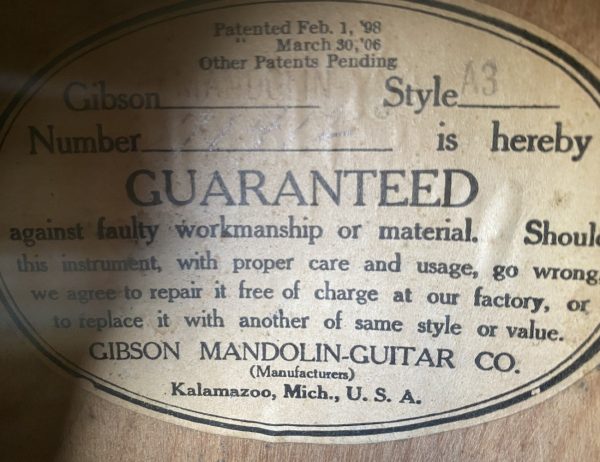 Patented Feb. 1, '98
" March 30, '06
Other Patents Pending
Gibson MANDOLIN Style A3
Number is hereby
GUARANTEED
against faulty workmanship or material. Shoul
this instrument, with proper care and usage, go wrong,
we agree to repair it free of charge at our factory, or
to replace it with another of same style or value.
GIBSON MANDOLIN-GUITAR CO.
(Manufacturers)
Kalamazoo, Mich., U. S. A.